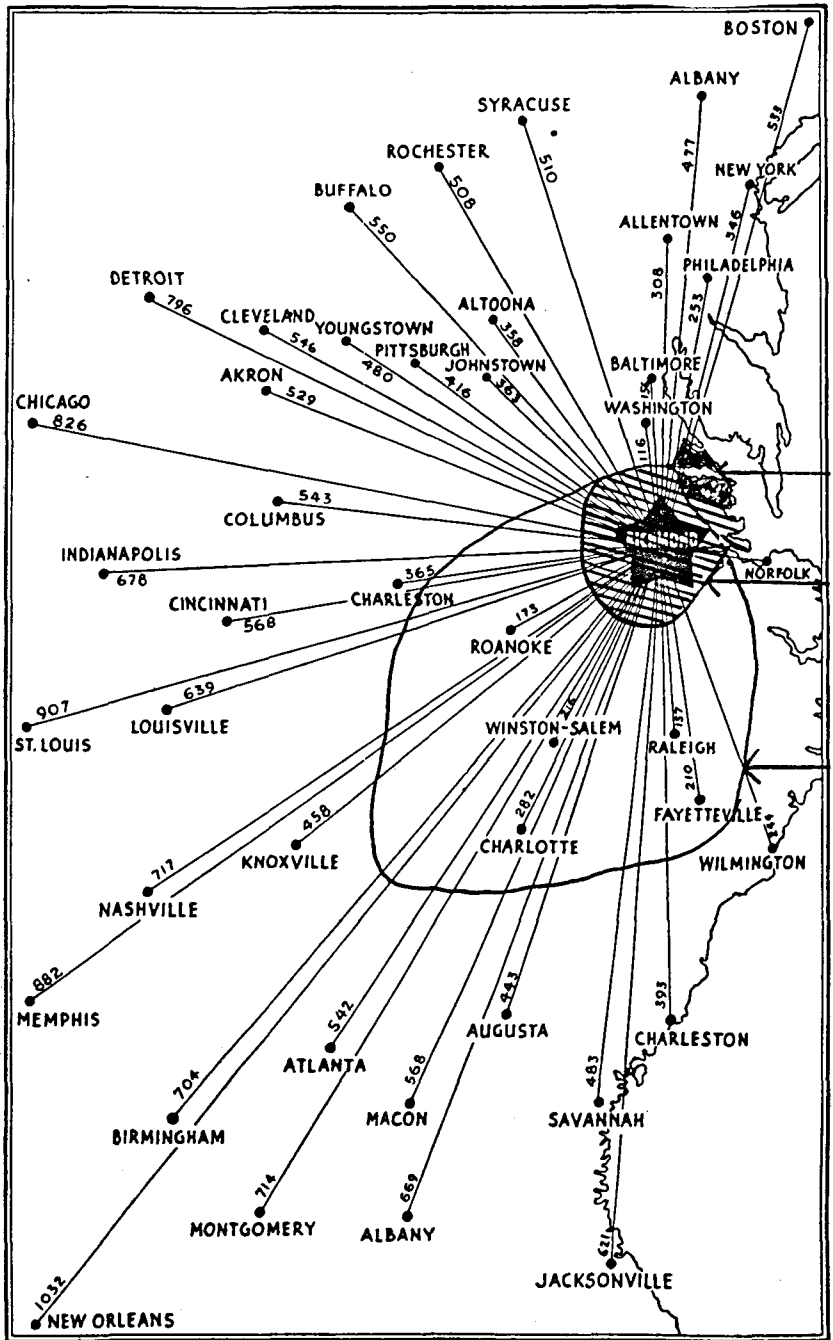 BOSTON
ALBANY
SYRACUSE
533
477
510
ROCHESTER
NEW YORK
508
BUFFALO
346
550
ALLENTOWN
PHILADELPHIA
DETROIT
308
253
796
ALTOONA
CLEVELAND
358
YOUNGSTOWN
546
PITTSBURGH
480
JOHNSTOWN
BALTIMORE
416
363
AKRON
529
CHICAGO
WASHINGTON
826
116
543
COLUMBUS
INDIANAPOLIS
678
365
NORFOLK
CINCINNATI
CHARLESTON
568
173
ROANOKE
639
907
LOUISVILLE
216
WINSTON-SALEM
137
ST. LOUIS
RALEIGH
210
458
282
FAYETTEVILLE
CHARLOTTE
KNOXVILLE
WILMINGTON
717
NASHVILLE
882
MEMPHIS
443
393
542
AUGUSTA
CHARLESTON
ATLANTA
704
568
483
BIRMINGHAM
MACON
SAVANNAH
714
669
MONTGOMERY
ALBANY
621
JACKSONVILLE
1032
NEW ORLEANS